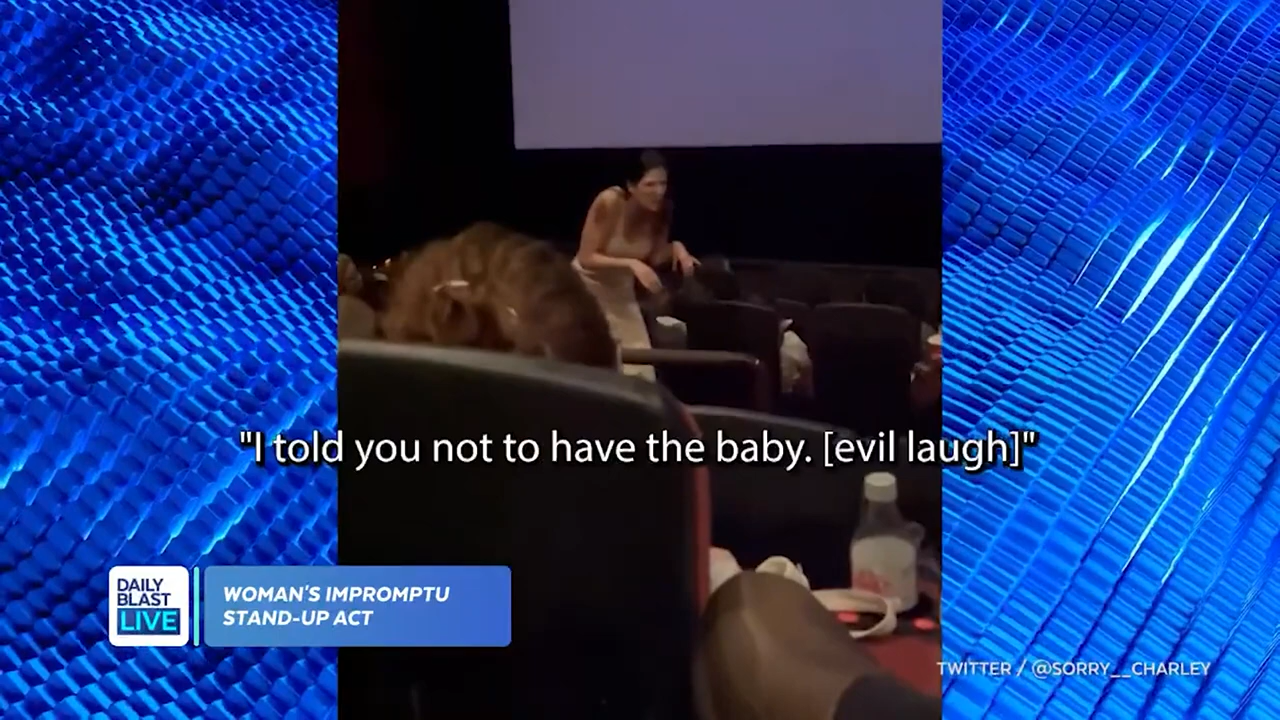 "I told you not to have the baby. [evil laugh]"
DAILY
BLAST
LIVE
WOMAN'S IMPROMPTU
STAND-UP ACT
TWITTER / @SORRY__CHARLEY